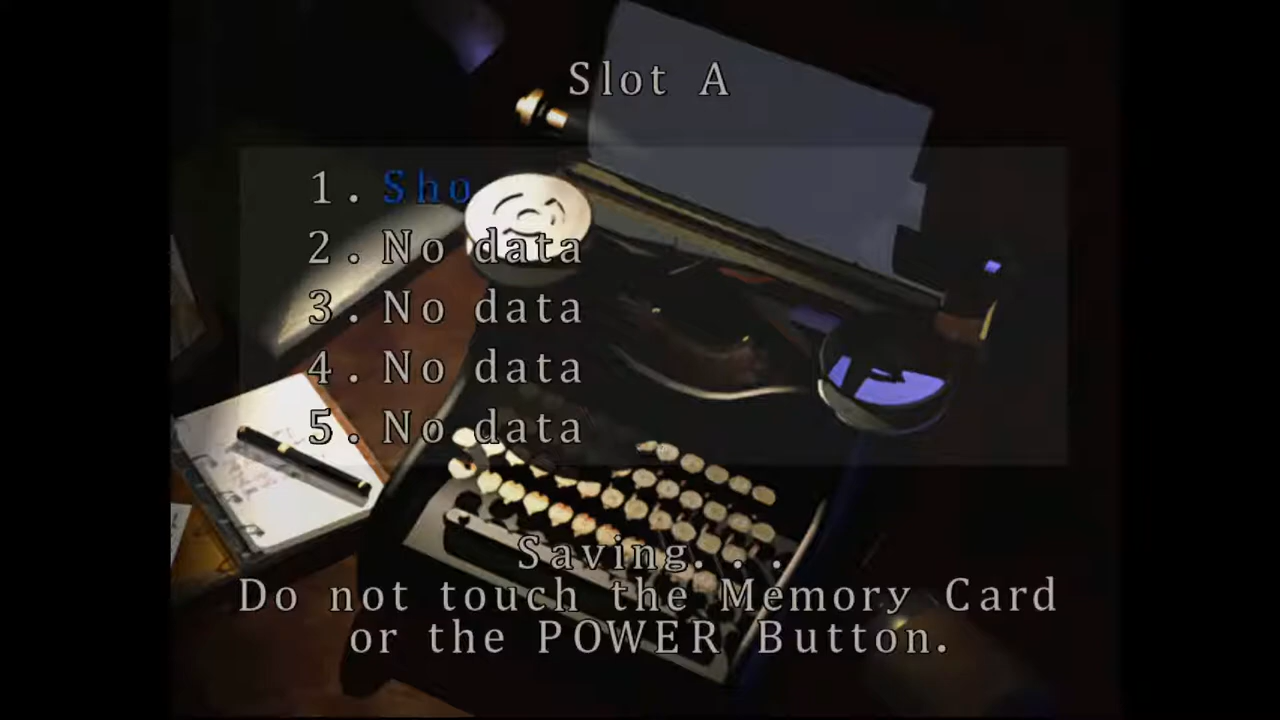 Slot A
1. Sho
2. No data
3. No data
4. No data
5. No data
Saving. . .
Do not touch the Memory Card
or the POWER Button.